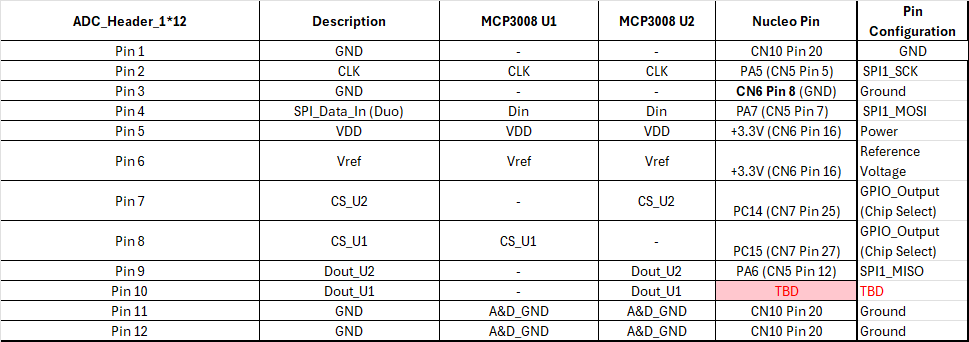 ADC_Header_1*12 Description MCP3008 U1 MCP3008 U2 Nucleo Pin Pin Configuration
Pin 1 GND - - CN10 Pin 20 GND
Pin 2 CLK CLK CLK PA5 (CN5 Pin 5) SPI1_SCK
Pin 3 GND - - CN6 Pin 8 (GND) Ground
Pin 4 SPI_Data_In (Duo) Din Din PA7 (CN5 Pin 7) SPI1_MOSI
Pin 5 VDD VDD VDD +3.3V (CN6 Pin 16) Power
Pin 6 Vref Vref Vref +3.3V (CN6 Pin 16) Reference Voltage
Pin 7 CS_U2 - CS_U2 PC14 (CN7 Pin 25) GPIO_Output (Chip Select)
Pin 8 CS_U1 CS_U1 - PC15 (CN7 Pin 27) GPIO_Output (Chip Select)
Pin 9 Dout_U2 - Dout_U2 PA6 (CN5 Pin 12) SPI1_MISO
Pin 10 Dout_U1 - Dout_U1 TBD TBD
Pin 11 GND A&D_GND A&D_GND CN10 Pin 20 Ground
Pin 12 GND A&D_GND A&D_GND CN10 Pin 20 Ground